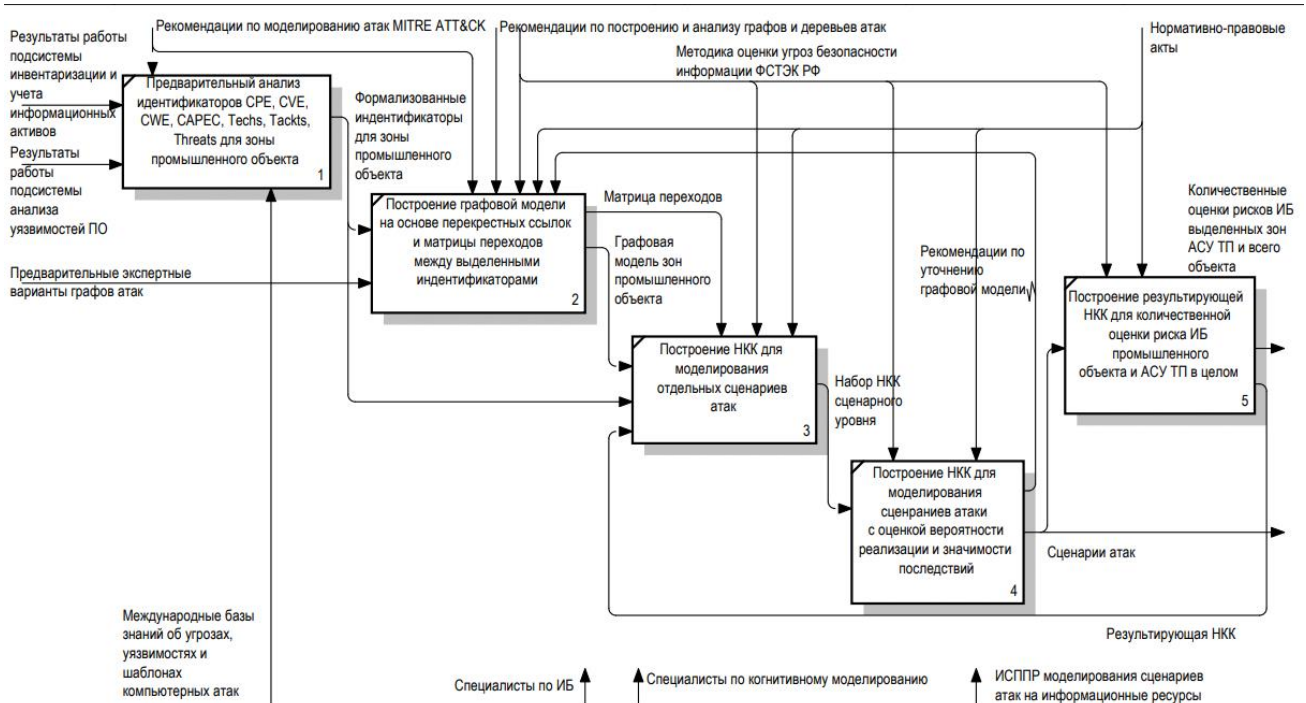 Рекомендации по моделированию атак MITRE ATT&CK
Рекомендации по построению и анализу графов и деревьев атак
Нормативно-правовые
акты
Результаты работы
подсистемы
инвентаризации и
учета
информационных
активов
Результаты
работы
подсистемы
анализа
уязвимостей ПО
Предварительный анализ
идентификаторов CPE, CVE,
CWE, CAPEC, Techs, Tackts,
Threats для зоны
промышленного объекта
1
Формализованные
индентификаторы
для зоны
промышленного
объекта
Методика оценки угроз безопасности
информации ФСТЭК РФ
Предварительные экспертные
варианты графов атак
Построение графовой модели
на основе перекрестных ссылок
и матрицы переходов
между выделенными
индентификаторами
2
Матрица переходов
Графовая
модель зон
промышленного
объекта
Построение НКК для
моделирования
отдельных сценариев
атак
3
Набор НКК
сценарного
уровня
Рекомендации по
уточнению
графовой модели
Построение НКК для
моделирования
сценраниев атаки
с оценкой вероятности
реализации и значимости
последствий
4
Количественные
оценки рисков ИБ
выделенных зон
АСУ ТП и всего
объекта
Построение результирующей
НКК для количественной
оценки риска ИБ
промышленного
объекта и АСУ ТП в целом
5
Сценарии атак
Результирующая НКК
Международные базы
знаний об угрозах,
уязвимостях и
шаблонах
компьютерных атак
Специалисты по ИБ
Специалисты по когнитивному моделированию
ИСППР моделирования сценариев
атак на информационные ресурсы